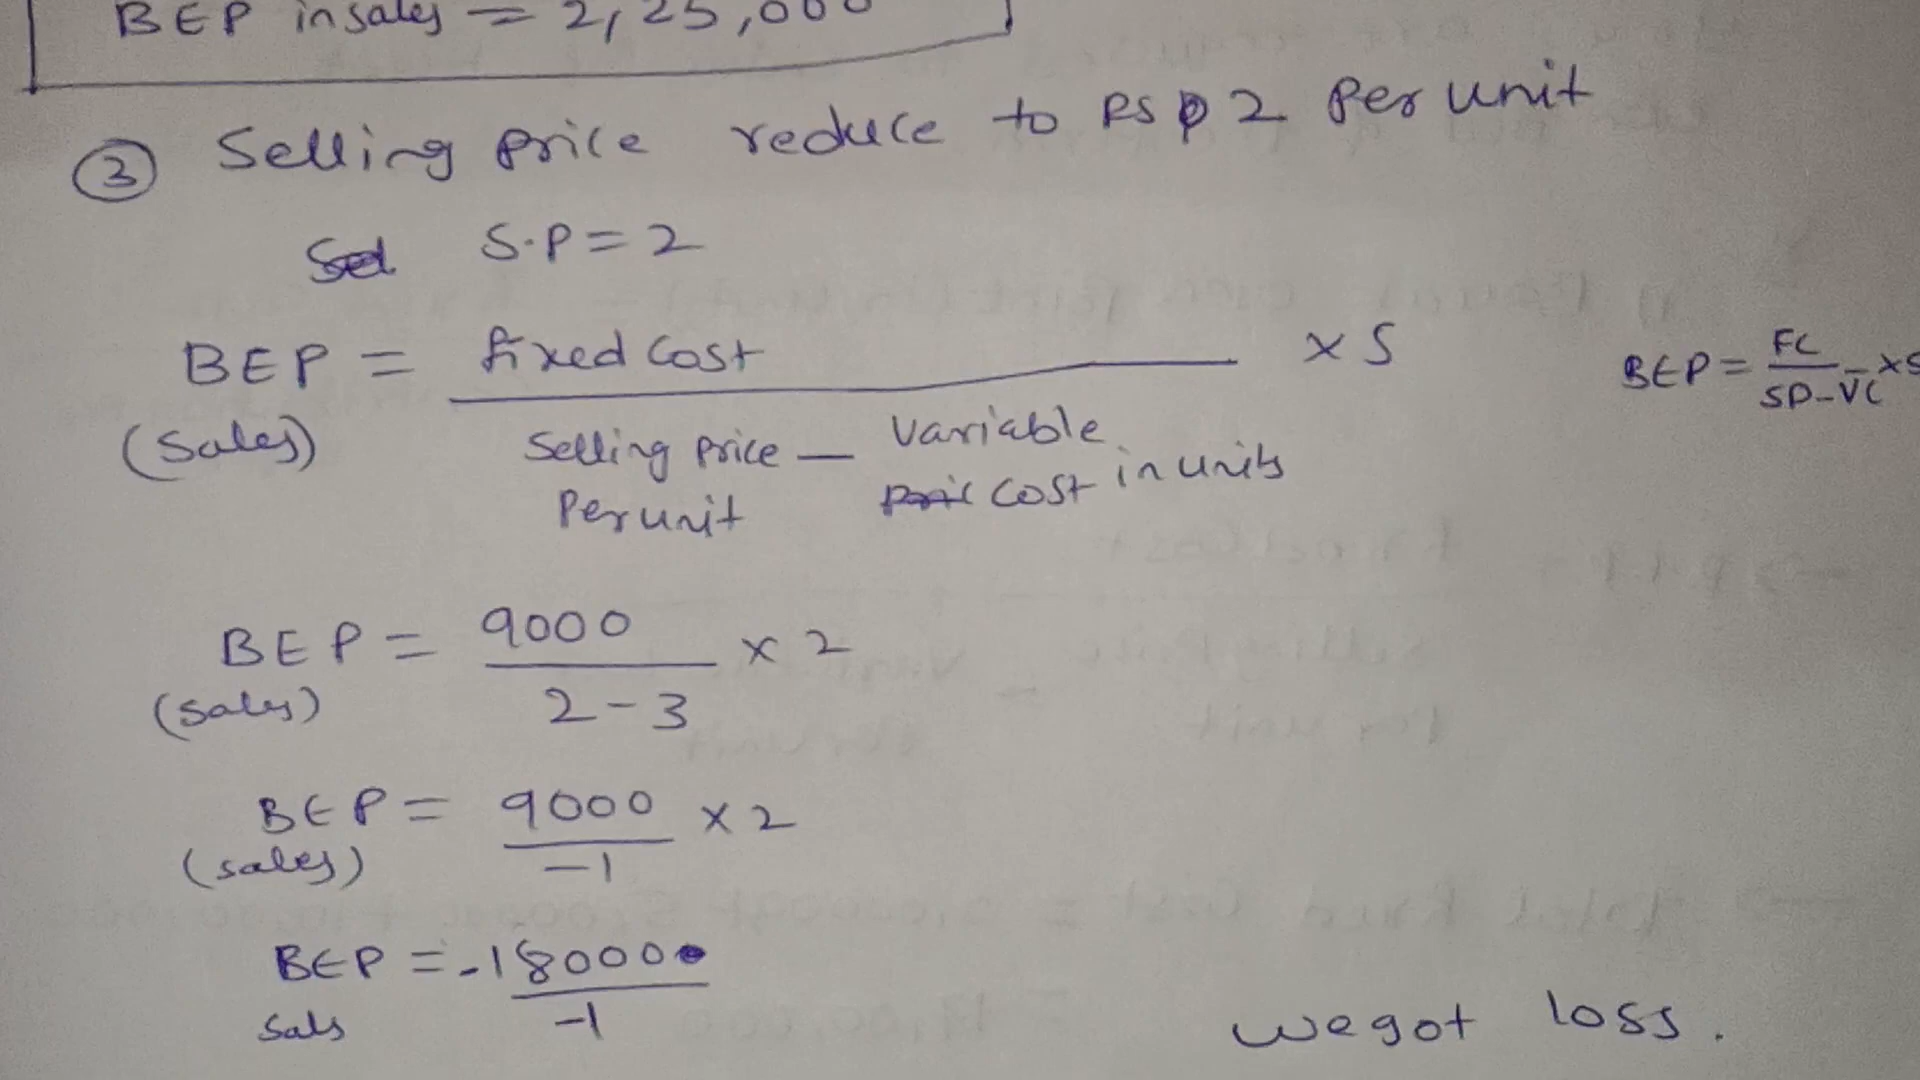 BEP in sales = 2,25,000
③ Selling price reduce to RS 2 Per unit
S.P = 2
BEP = fixed Cost × S
(Sales) Selling price — Variable
Per unit cost in units
BEP = FC × S
SP - VC
BEP = 9000 × 2
(sales) 2 - 3
BEP = 9000 × 2
(sales) -1
BEP = -18000
Sals -1
we got loss.